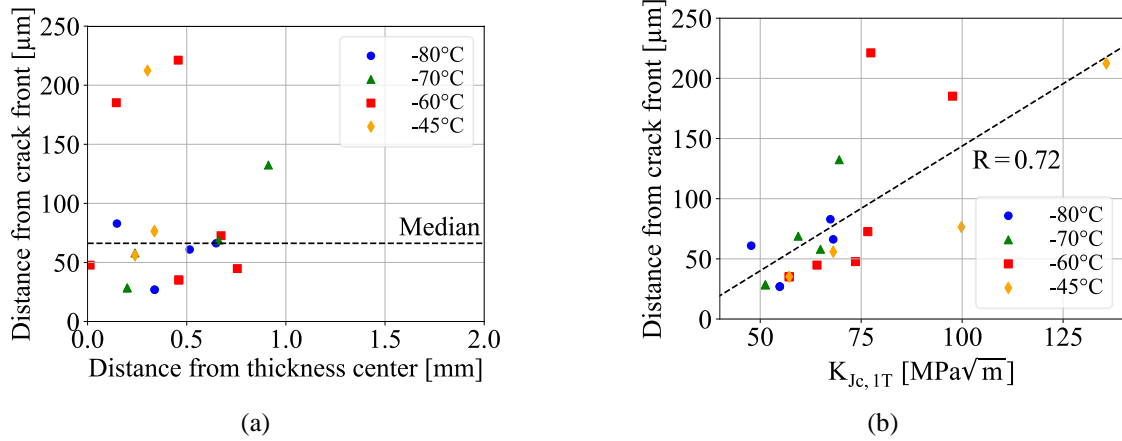 250
200
150
100
50
0
Distance from crack front [μm]
-80°C
-70°C
-60°C
-45°C
Median
0.0
0.5
1.0
1.5
2.0
Distance from thickness center [mm]
(a)
250
200
150
100
50
0
Distance from crack front [μm]
R = 0.72
-80°C
-70°C
-60°C
-45°C
50
75
100
125
K_{Jc, 1T} [MPa√m]
(b)